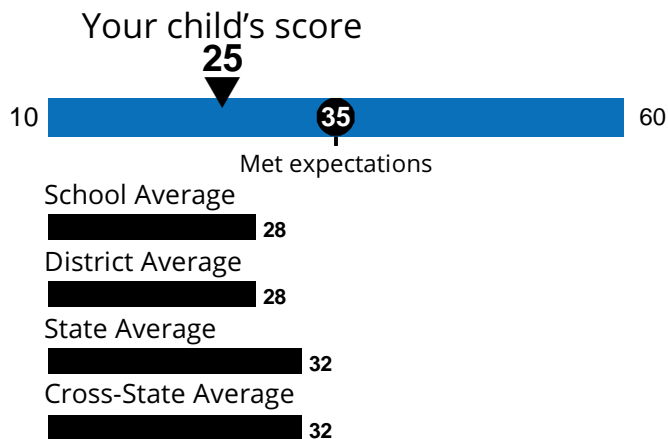 Your child's score
25
10 35 60
Met expectations
School Average
28
District Average
28
State Average
32
Cross-State Average
32